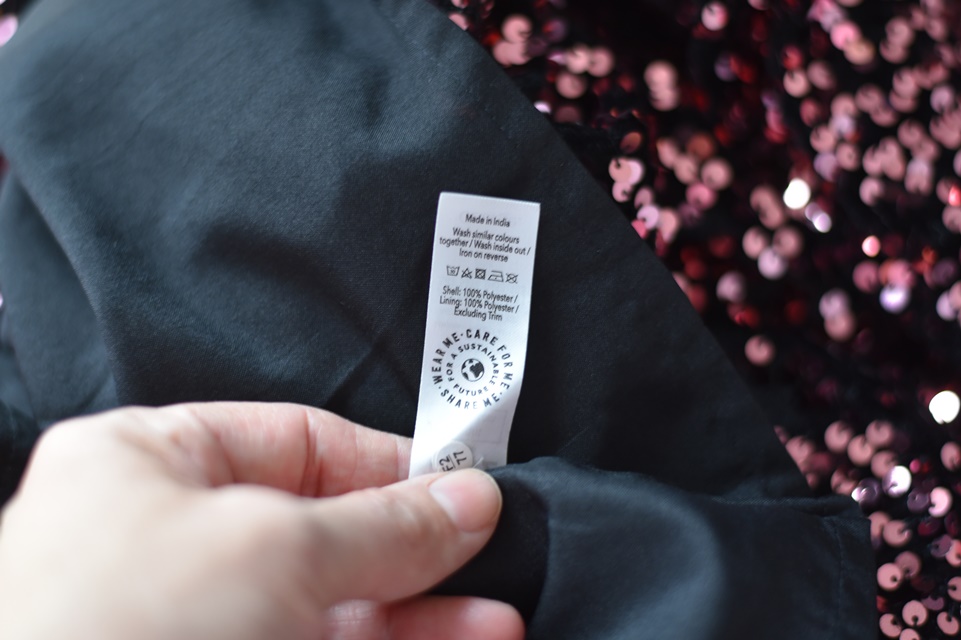 Made in India
Wash similar colours
together / Wash inside out /
Iron on reverse
Shell: 100% Polyester /
Lining: 100% Polyester /
Excluding Trim
WEAR ME · CARE FOR ME · SHARE ME ·
FOR A SUSTAINABLE FUTURE
77